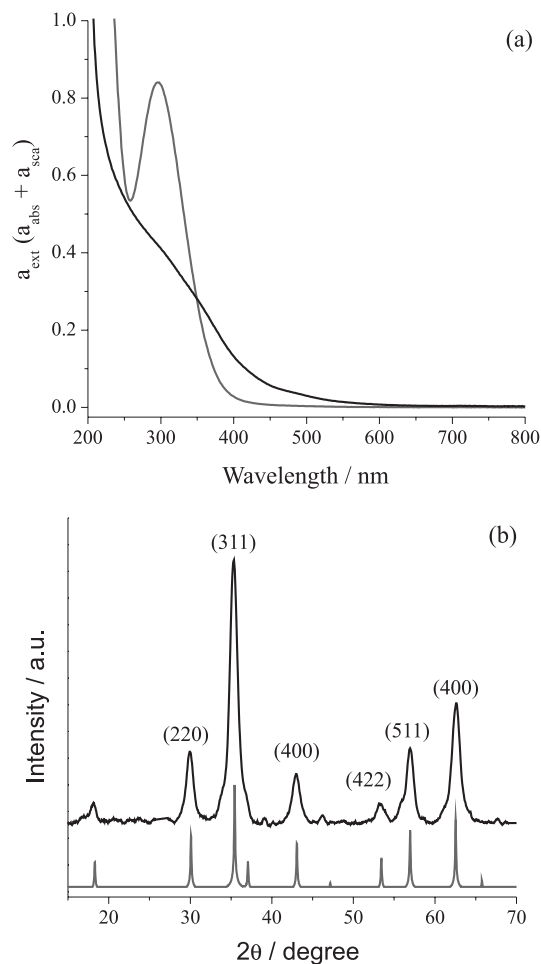 (a)
1.0
0.8
0.6
0.4
0.2
0.0
a_ext (a_abs + a_sca)
200 300 400 500 600 700 800
Wavelength / nm
(b)
(311)
(400)
(220)
(511)
(400)
(422)
Intensity / a.u.
20 30 40 50 60 70
2θ / degree